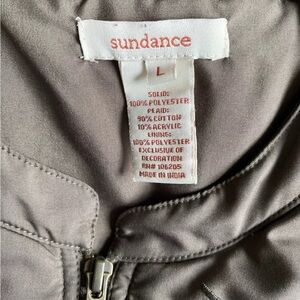 sundance
L
SOLID:
100% POLYESTER
PLAID:
90% COTTON
10% ACRYLIC
LINING:
100% POLYESTER
EXCLUSIVE OF
DECORATION
RN# 106205
MADE IN INDIA